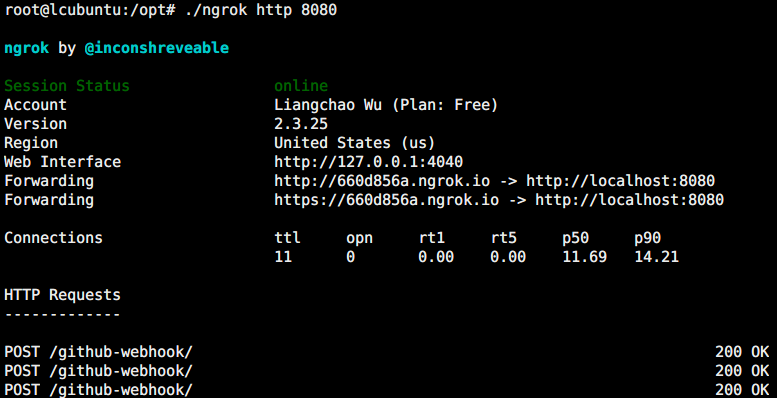 root@lcubuntu:/opt# ./ngrok http 8080
ngrok by @inconshreveable
Session Status online
Account Liangchao Wu (Plan: Free)
Version 2.3.25
Region United States (us)
Web Interface http://127.0.0.1:4040
Forwarding http://660d856a.ngrok.io -> http://localhost:8080
Forwarding https://660d856a.ngrok.io -> http://localhost:8080
Connections ttl opn rt1 rt5 p50 p90
11 0 0.00 0.00 11.69 14.21
HTTP Requests
-------------
POST /github-webhook/ 200 OK
POST /github-webhook/ 200 OK
POST /github-webhook/ 200 OK